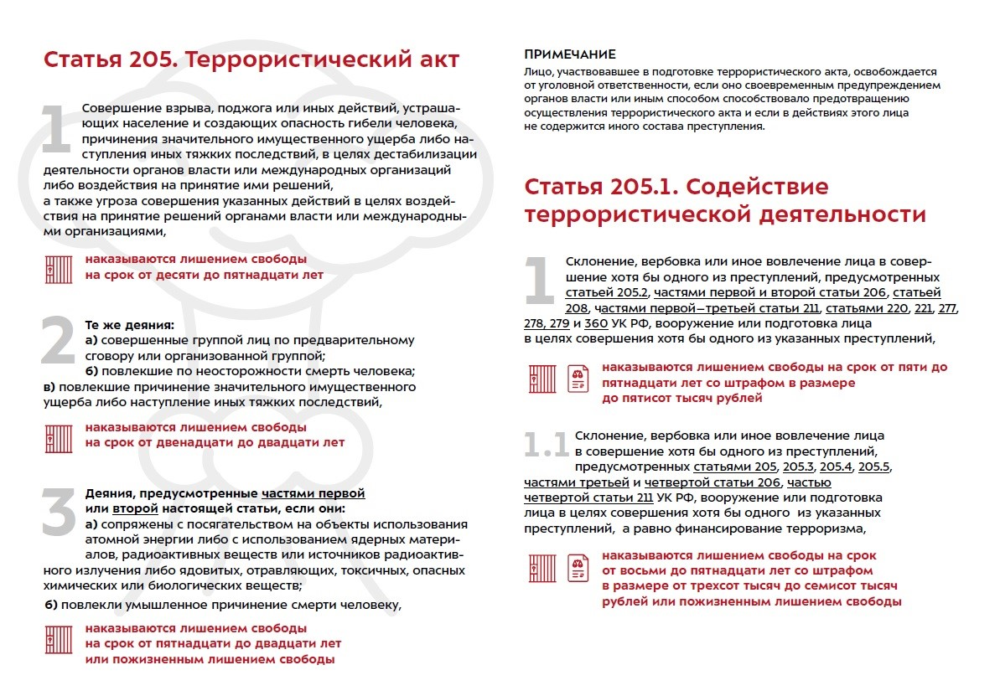 Статья 205. Террористический акт
1
Совершение взрыва, поджога или иных действий, устраша-
ющих население и создающих опасность гибели человека,
причинения значительного имущественного ущерба либо на-
ступления иных тяжких последствий, в целях дестабилизации
деятельности органов власти или международных организаций
либо воздействия на принятие ими решений,
а также угроза совершения указанных действий в целях воздей-
ствия на принятие решений органами власти или международны-
ми организациями,
наказываются лишением свободы
на срок от десяти до пятнадцати лет
2
Те же деяния:
а) совершенные группой лиц по предварительному
сговору или организованной группой;
б) повлекшие по неосторожности смерть человека;
в) повлекшие причинение значительного имущественного
ущерба либо наступление иных тяжких последствий,
наказываются лишением свободы
на срок от двенадцати до двадцати лет
3
Деяния, предусмотренные частями первой
или второй настоящей статьи, если они:
а) сопряжены с посягательством на объекты использования
атомной энергии либо с использованием ядерных матери-
алов, радиоактивных веществ или источников радиоактив-
ного излучения либо ядовитых, отравляющих, токсичных, опасных
химических или биологических веществ;
б) повлекли умышленное причинение смерти человеку,
наказываются лишением свободы
на срок от пятнадцати до двадцати лет
или пожизненным лишением свободы
ПРИМЕЧАНИЕ
Лицо, участвовавшее в подготовке террористического акта, освобождается
от уголовной ответственности, если оно своевременным предупреждением
органов власти или иным способом способствовало предотвращению
осуществления террористического акта и если в действиях этого лица
не содержится иного состава преступления.
Статья 205.1. Содействие
террористической деятельности
1
Склонение, вербовка или иное вовлечение лица в совер-
шение хотя бы одного из преступлений, предусмотренных
статьей 205.2, частями первой и второй статьи 206, статьей
208, частями первой–третьей статьи 211, статьями 220, 221, 277,
278, 279 и 360 УК РФ, вооружение или подготовка лица
в целях совершения хотя бы одного из указанных преступлений,
наказываются лишением свободы на срок от пяти до
пятнадцати лет со штрафом в размере
до пятисот тысяч рублей
1.1
Склонение, вербовка или иное вовлечение лица
в совершение хотя бы одного из преступлений,
предусмотренных статьями 205, 205.3, 205.4, 205.5,
частями третьей и четвертой статьи 206, частью
четвертой статьи 211 УК РФ, вооружение или подготовка
лица в целях совершения хотя бы одного из указанных
преступлений, а равно финансирование терроризма,
наказываются лишением свободы на срок
от восьми до пятнадцати лет со штрафом
в размере от трехсот тысяч до семисот тысяч
рублей или пожизненным лишением свободы